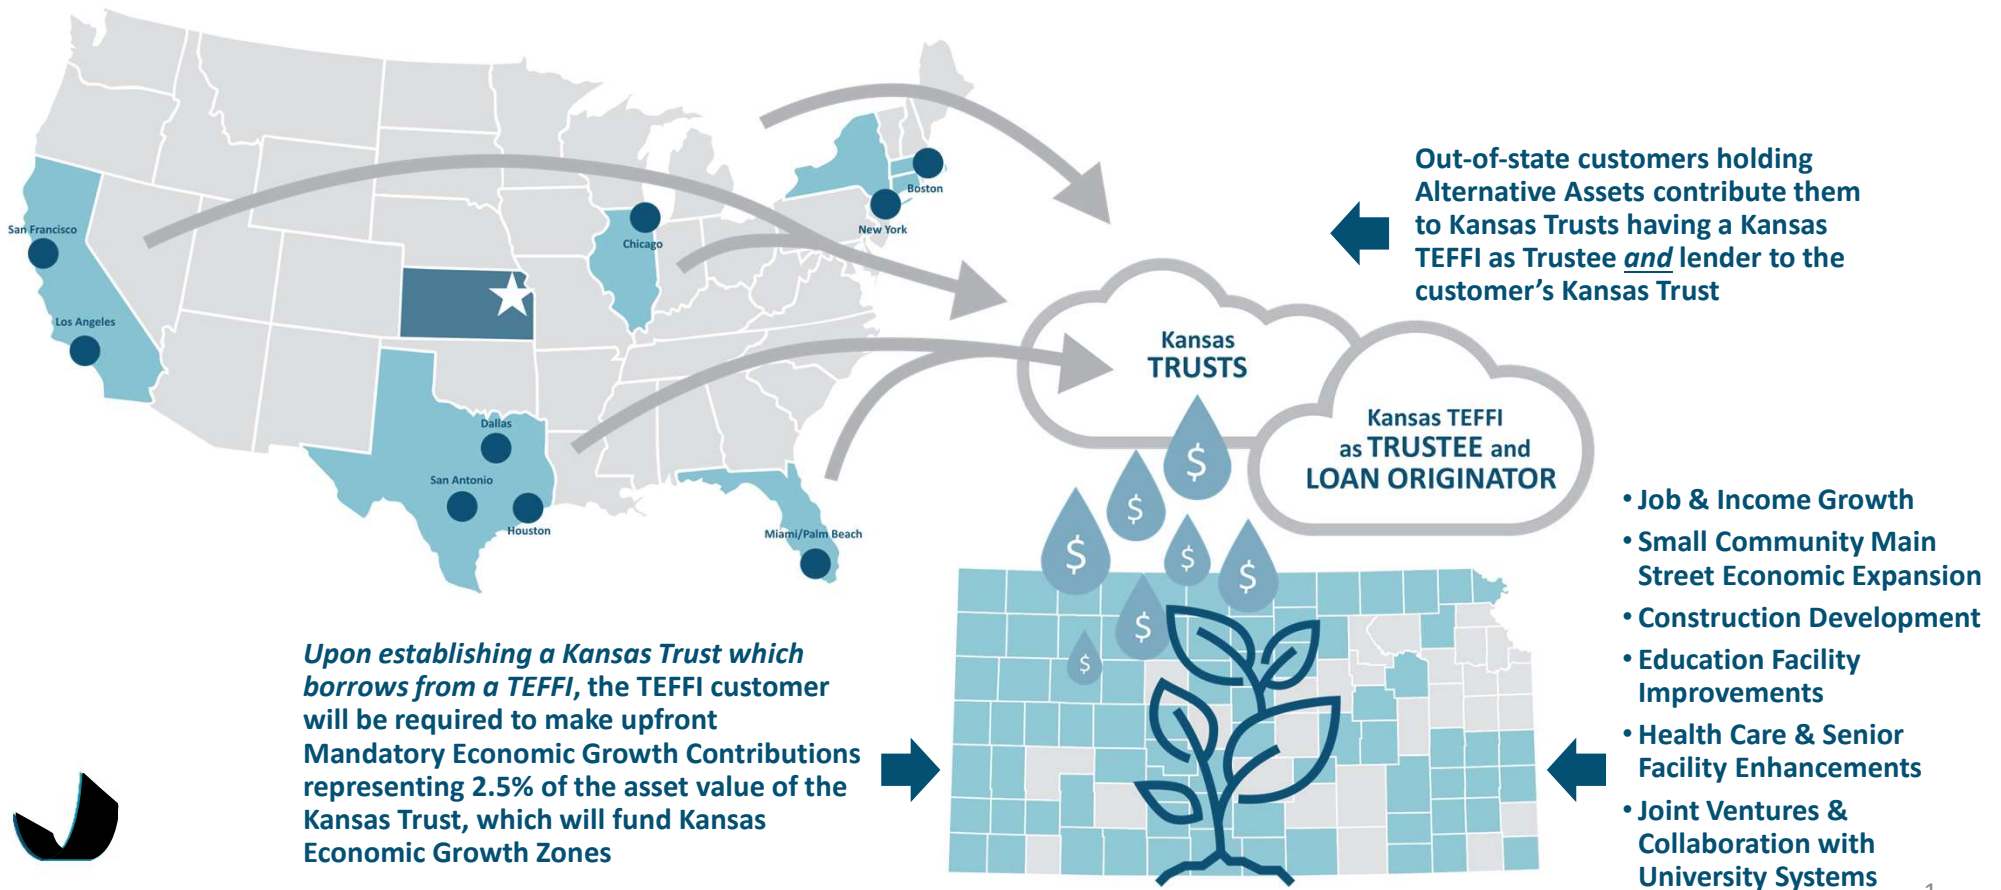 San Francisco
Los Angeles
Dallas
San Antonio
Houston
Chicago
Boston
New York
Miami/Palm Beach
Out-of-state customers holding
Alternative Assets contribute them
to Kansas Trusts having a Kansas
TEFFI as Trustee and lender to the
customer's Kansas Trust
Kansas
TRUSTS
Kansas TEFFI
as TRUSTEE and
LOAN ORIGINATOR
$
$
$
$
$
$
$
Upon establishing a Kansas Trust which
borrows from a TEFFI, the TEFFI customer
will be required to make upfront
Mandatory Economic Growth Contributions
representing 2.5% of the asset value of the
Kansas Trust, which will fund Kansas
Economic Growth Zones
• Job & Income Growth
• Small Community Main
Street Economic Expansion
• Construction Development
• Education Facility
Improvements
• Health Care & Senior
Facility Enhancements
• Joint Ventures &
Collaboration with
University Systems
1